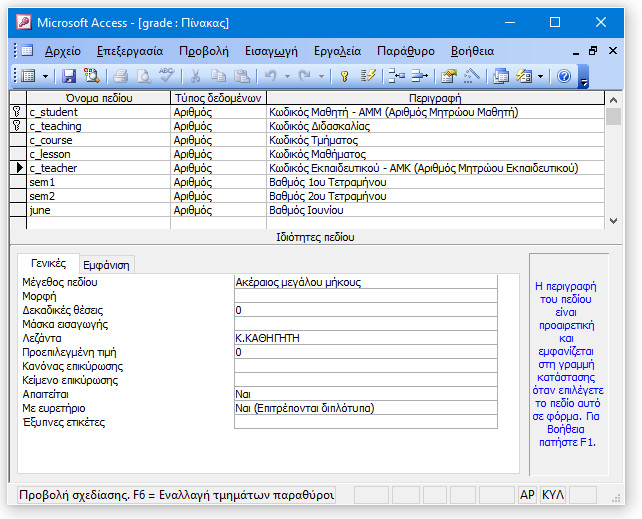 Microsoft Access - [grade : Πίνακας]
Αρχείο Επεξεργασία Προβολή Εισαγωγή Εργαλεία Παράθυρο Βοήθεια
Όνομα πεδίου Τύπος δεδομένων Περιγραφή
c_student Αριθμός Κωδικός Μαθητή - ΑΜΜ (Αριθμός Μητρώου Μαθητή)
c_teaching Αριθμός Κωδικός Διδασκαλίας
c_course Αριθμός Κωδικός Τμήματος
c_lesson Αριθμός Κωδικός Μαθήματος
c_teacher Αριθμός Κωδικός Εκπαιδευτικού - ΑΜΚ (Αριθμός Μητρώου Εκπαιδευτικού)
sem1 Αριθμός Βαθμός 1ου Τετραμήνου
sem2 Αριθμός Βαθμός 2ου Τετραμήνου
june Αριθμός Βαθμός Ιουνίου
Ιδιότητες πεδίου
Γενικές Εμφάνιση
Μέγεθος πεδίου Ακέραιος μεγάλου μήκους
Μορφή
Δεκαδικές θέσεις 0
Μάσκα εισαγωγής
Λεζάντα Κ.ΚΑΘΗΓΗΤΗ
Προεπιλεγμένη τιμή 0
Κανόνας επικύρωσης
Κείμενο επικύρωσης
Απαιτείται Ναι
Με ευρετήριο Ναι (Επιτρέπονται διπλότυπα)
Έξυπνες ετικέτες
Η περιγραφή
του πεδίου
είναι
προαιρετική
και
εμφανίζεται
στη γραμμή
κατάστασης
όταν επιλέγετε
το πεδίο αυτό
σε φόρμα. Για
Βοήθεια
πατήστε F1.
Προβολή σχεδίασης. F6 = Εναλλαγή τμημάτων παραθύρου ΑΡ ΚΥΛ